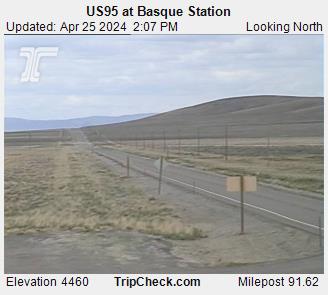 US95 at Basque Station
Updated: Apr 25 2024 2:07 PM Looking North
Elevation 4460 TripCheck.com Milepost 91.62